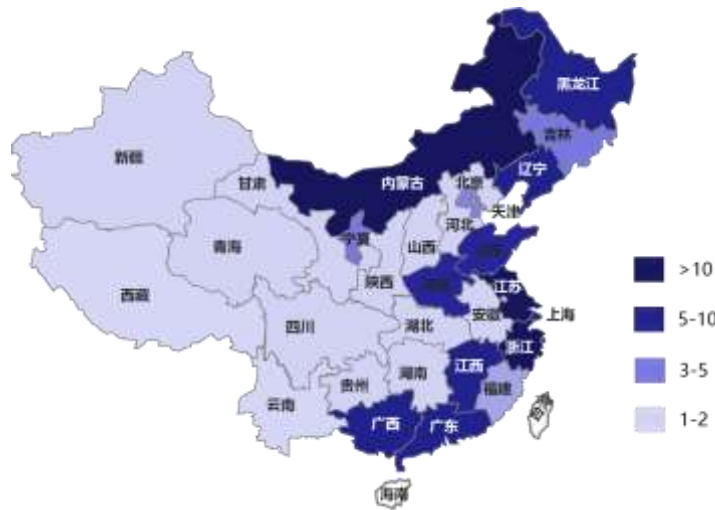 黑龙江
吉林
辽宁
新疆
内蒙古
甘肃
北京
天津
宁夏
河北
青海
山西
陕西
西藏
江苏
上海
四川
湖北
安徽
浙江
江西
湖南
福建
贵州
云南
广西
广东
海南
>10
5-10
3-5
1-2